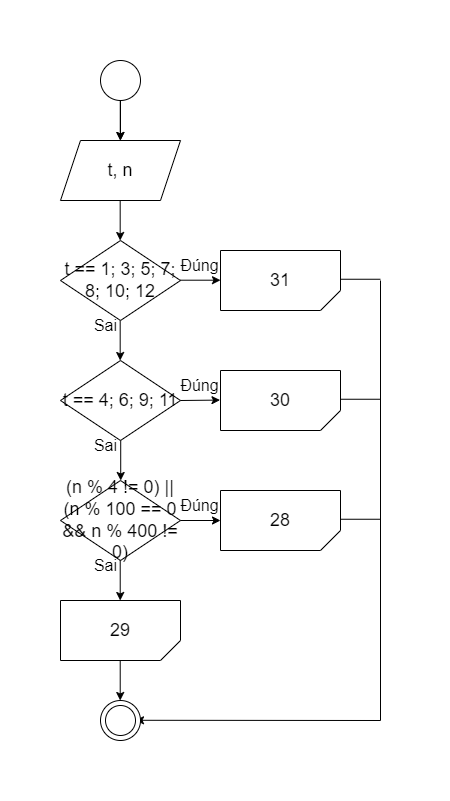 t, n
t == 1; 3; 5; 7;
8; 10; 12
Đúng
31
Sai
t == 4; 6; 9; 11
Đúng
30
Sai
(n % 4 != 0) ||
(n % 100 == 0
&& n % 400 !=
0)
Đúng
28
Sai
29